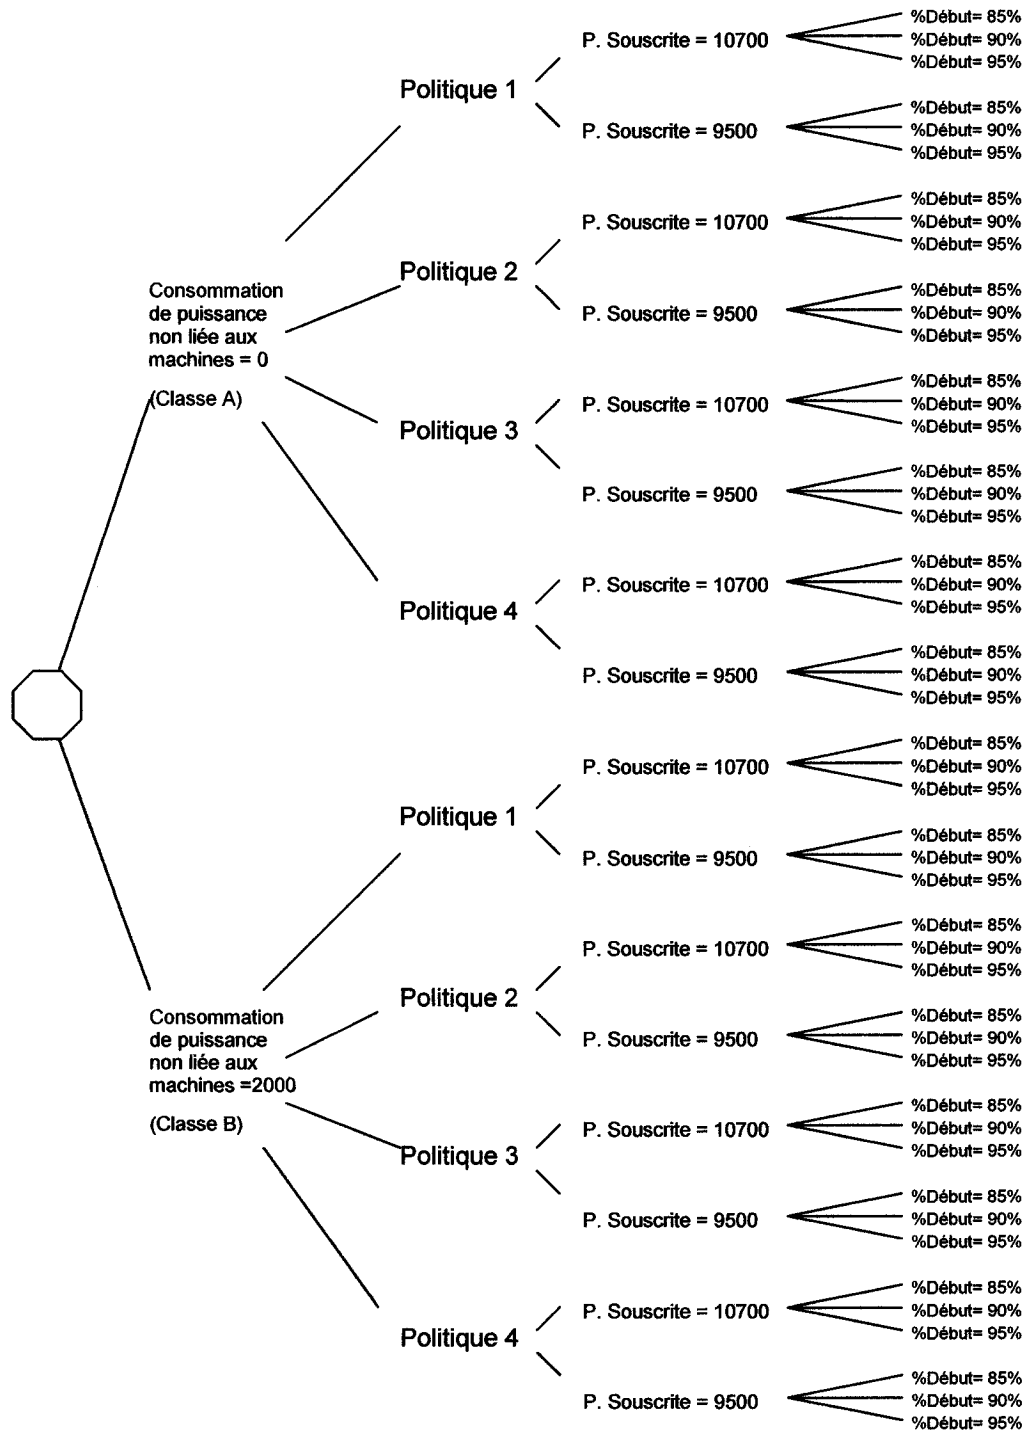 %Début= 85%
P. Souscrite = 10700
%Début= 90%
%Début= 95%
Politique 1
%Début= 85%
P. Souscrite = 9500
%Début= 90%
%Début= 95%
%Début= 85%
P. Souscrite = 10700
%Début= 90%
%Début= 95%
Politique 2
Consommation
de puissance
non liée aux
machines = 0
(Classe A)
%Début= 85%
P. Souscrite = 9500
%Début= 90%
%Début= 95%
%Début= 85%
P. Souscrite = 10700
%Début= 90%
%Début= 95%
Politique 3
%Début= 85%
P. Souscrite = 9500
%Début= 90%
%Début= 95%
%Début= 85%
P. Souscrite = 10700
%Début= 90%
%Début= 95%
Politique 4
%Début= 85%
P. Souscrite = 9500
%Début= 90%
%Début= 95%
%Début= 85%
P. Souscrite = 10700
%Début= 90%
%Début= 95%
Politique 1
%Début= 85%
P. Souscrite = 9500
%Début= 90%
%Début= 95%
%Début= 85%
P. Souscrite = 10700
%Début= 90%
%Début= 95%
Politique 2
Consommation
de puissance
non liée aux
machines =2000
(Classe B)
%Début= 85%
P. Souscrite = 9500
%Début= 90%
%Début= 95%
%Début= 85%
P. Souscrite = 10700
%Début= 90%
%Début= 95%
Politique 3
%Début= 85%
P. Souscrite = 9500
%Début= 90%
%Début= 95%
%Début= 85%
P. Souscrite = 10700
%Début= 90%
%Début= 95%
Politique 4
%Début= 85%
P. Souscrite = 9500
%Début= 90%
%Début= 95%